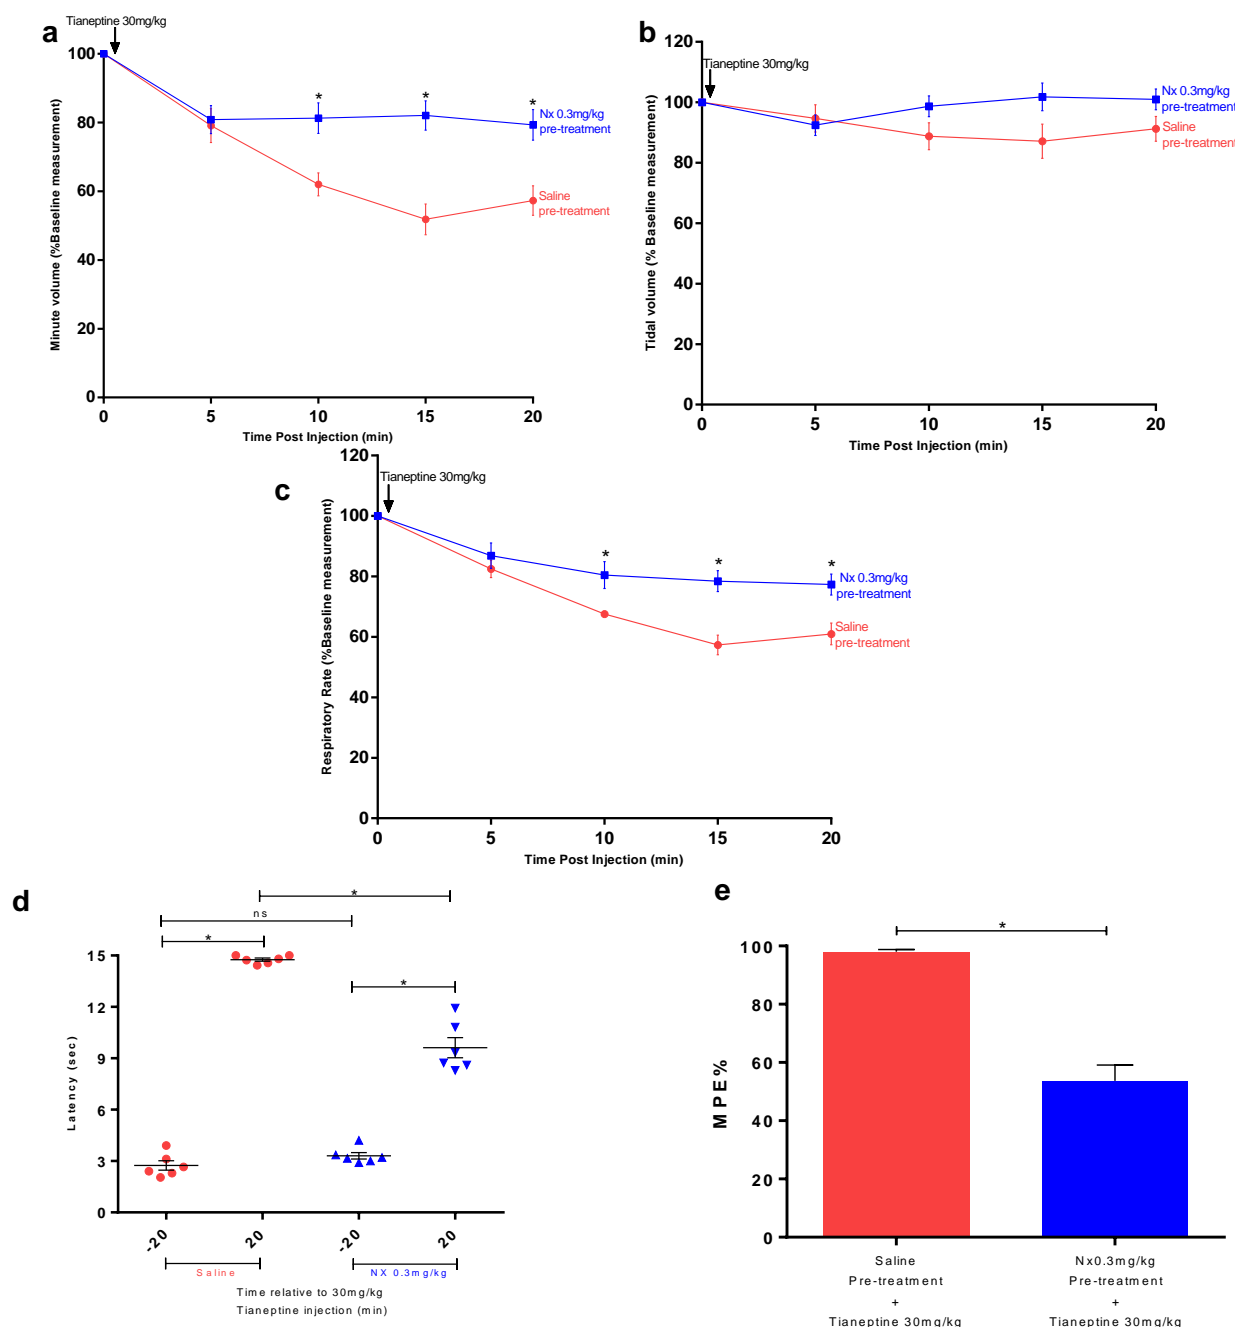 a
Tianeptine 30mg/kg
100
80
60
40
20
0
0 5 10 15 20
Minute volume (%Baseline measurement)
Time Post Injection (min)
* * *
Nx 0.3mg/kg
pre-treatment
Saline
pre-treatment
b
Tianeptine 30mg/kg
120
100
80
60
40
20
0
0 5 10 15 20
Tidal volume (% Baseline measurement)
Time Post Injection (min)
Nx 0.3mg/kg
pre-treatment
Saline
pre-treatment
c
Tianeptine 30mg/kg
120
100
80
60
40
20
0
0 5 10 15 20
Respiratory Rate (%Baseline measurement)
Time Post Injection (min)
* * *
Nx 0.3mg/kg
pre-treatment
Saline
pre-treatment
d
*
ns
*
*
15
12
9
6
3
0
Latency (sec)
-20 20 -20 20
Saline NX 0.3mg/kg
Time relative to 30mg/kg
Tianeptine injection (min)
e
*
100
80
60
40
20
0
MPE%
Saline
Pre-treatment
+
Tianeptine 30mg/kg
Nx0.3mg/kg
Pre-treatment
+
Tianeptine 30mg/kg